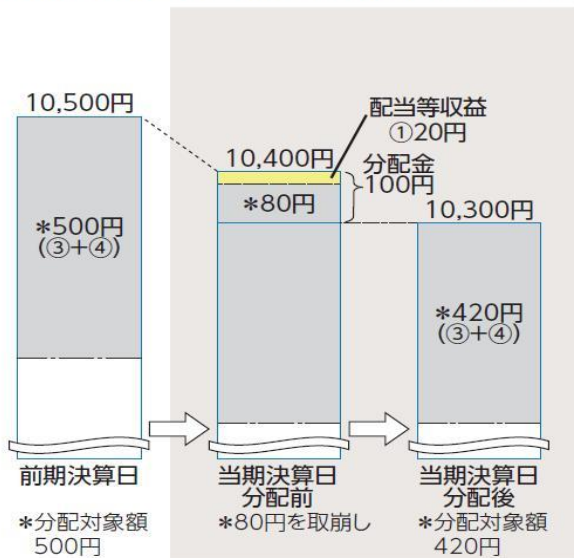 10,500円
*500円
(③+④)
前期決算日
*分配対象額
500円
配当等収益
①20円
10,400円
分配金
100円
*80円
当期決算日
分配前
*80円を取崩し
10,300円
*420円
(③+④)
当期決算日
分配後
*分配対象額
420円